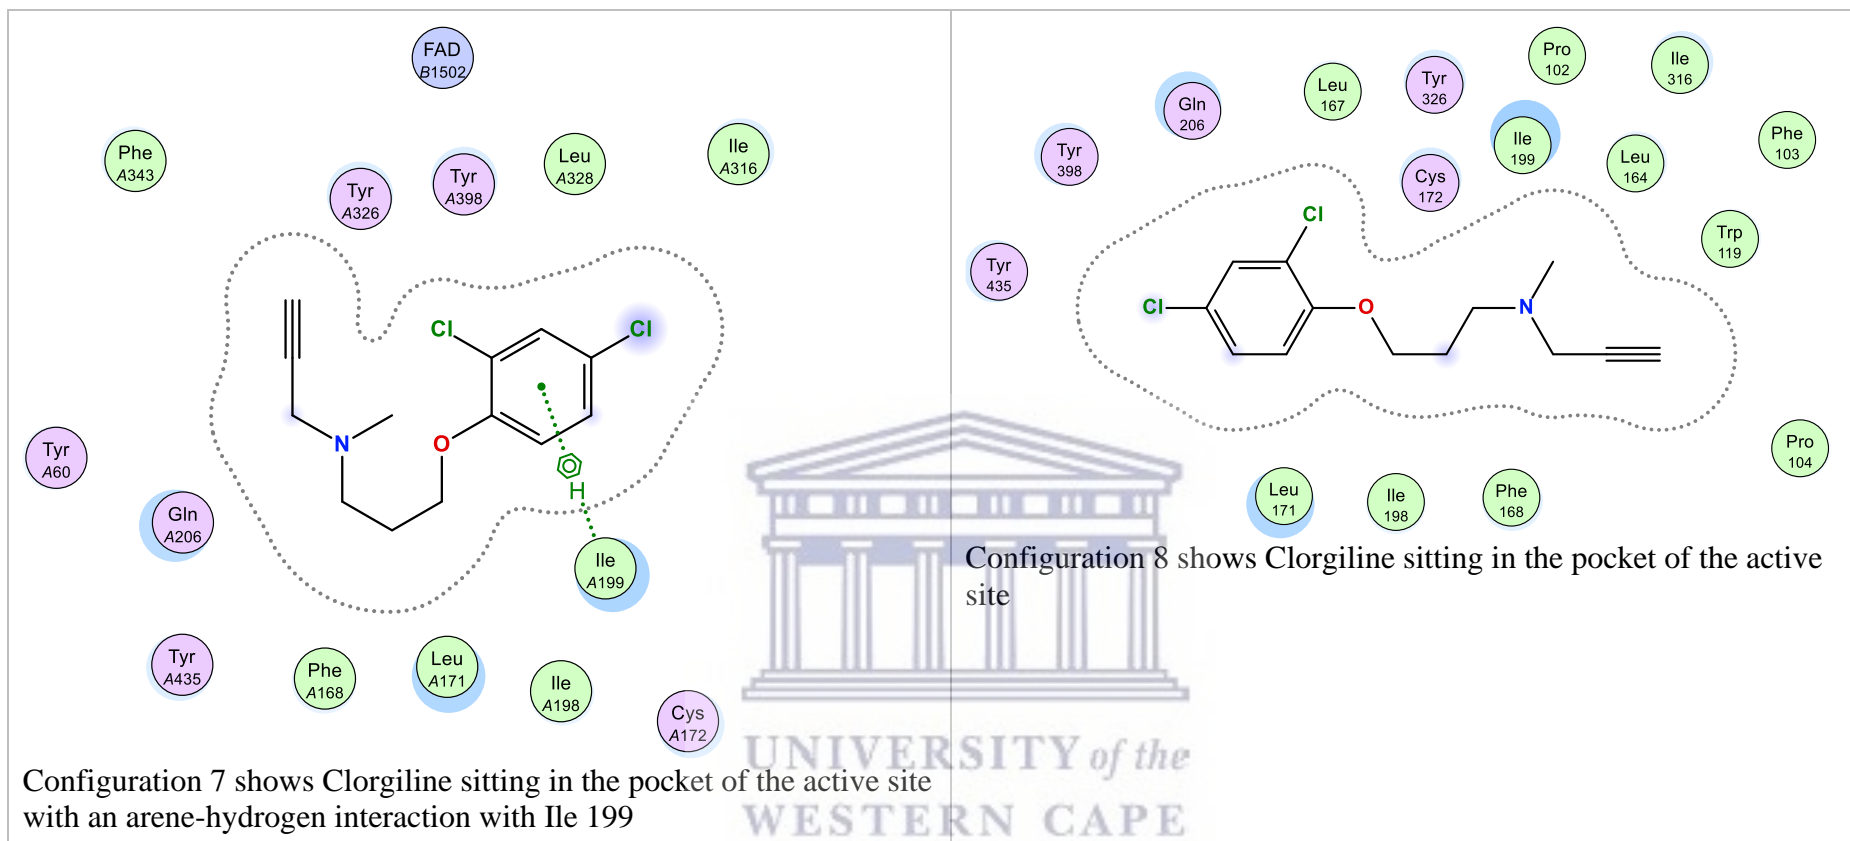 FAD
B1502
Phe
A343
Tyr
A326
Tyr
A398
Leu
A328
Ile
A316
Cl
Cl
N
O
H
Tyr
A60
Gln
A206
Ile
A199
Tyr
A435
Phe
A168
Leu
A171
Ile
A198
Cys
A172
Configuration 7 shows Clorgiline sitting in the pocket of the active site
with an arene-hydrogen interaction with Ile 199
Pro
102
Ile
316
Leu
167
Tyr
326
Gln
206
Ile
199
Phe
103
Tyr
398
Cys
172
Leu
164
Trp
119
Tyr
435
Cl
Cl
O
N
Pro
104
Leu
171
Ile
198
Phe
168
Configuration 8 shows Clorgiline sitting in the pocket of the active
site
UNIVERSITY of the
WESTERN CAPE